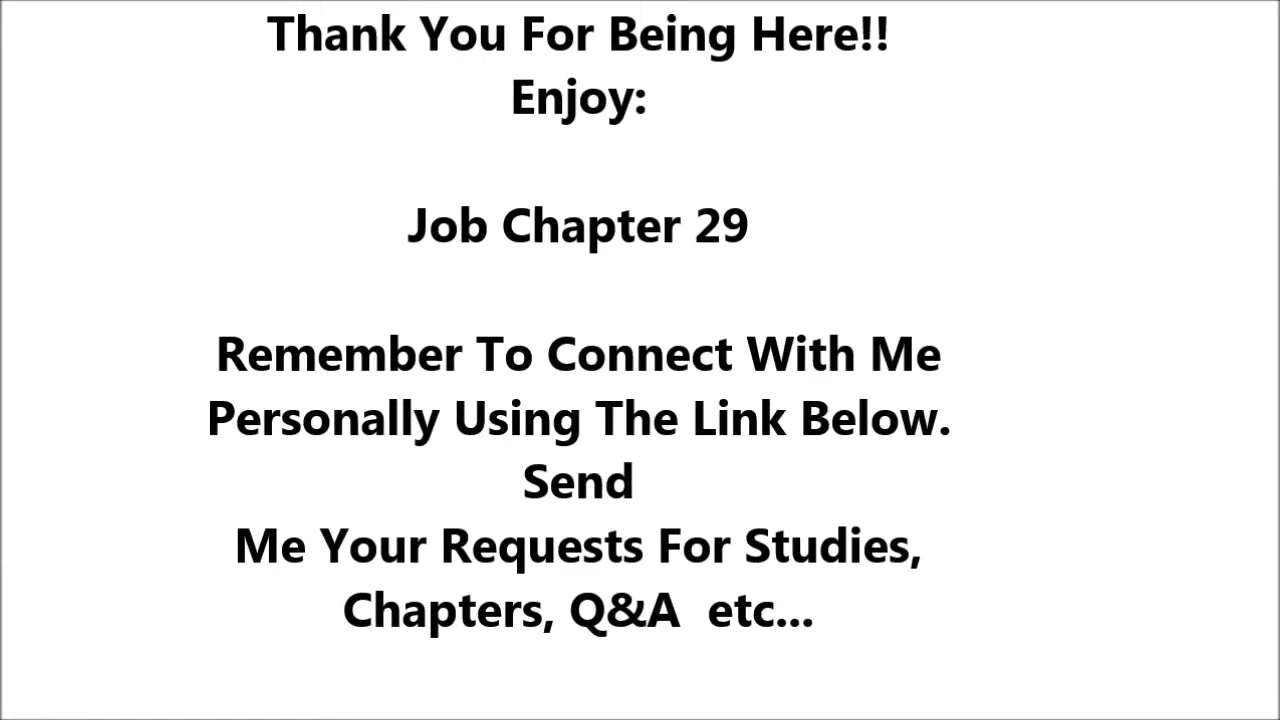 Thank You For Being Here!!
Enjoy:
Job Chapter 29
Remember To Connect With Me
Personally Using The Link Below.
Send
Me Your Requests For Studies,
Chapters, Q&A  etc...